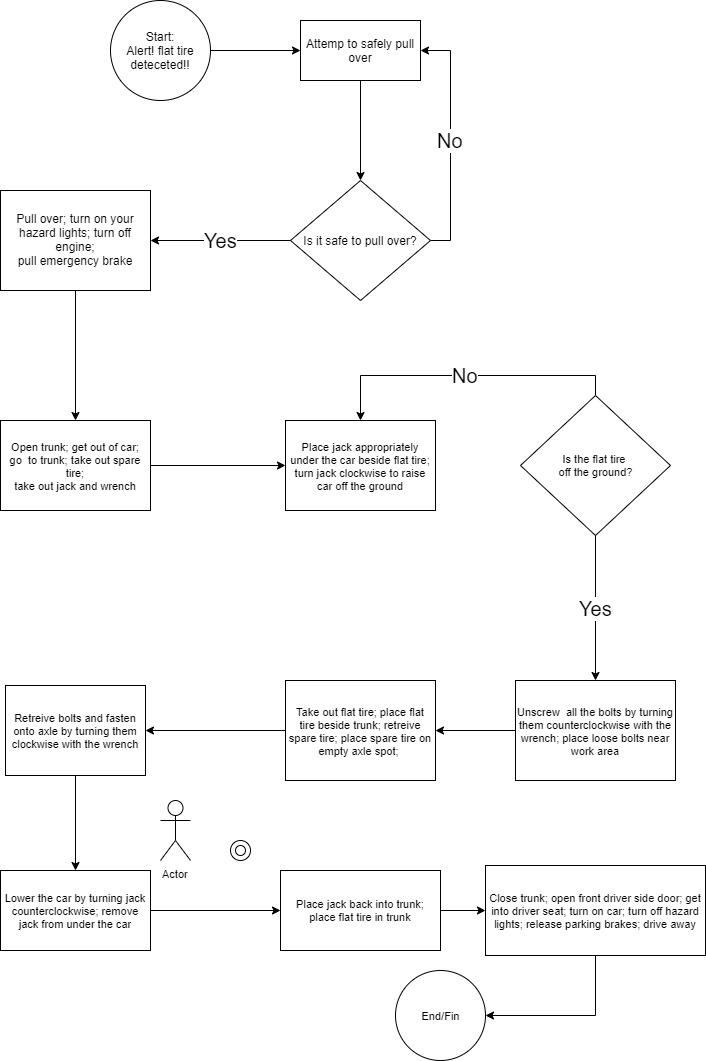 Start:
Alert! flat tire
deteceted!!
Attemp to safely pull
over
No
Is it safe to pull over?
Yes
Pull over; turn on your
hazard lights; turn off
engine;
pull emergency brake
Open trunk; get out of car;
go  to trunk; take out spare
tire;
take out jack and wrench
Place jack appropriately
under the car beside flat tire;
turn jack clockwise to raise
car off the ground
No
Is the flat tire
off the ground?
Yes
Unscrew  all the bolts by turning
them counterclockwise with the
wrench; place loose bolts near
work area
Take out flat tire; place flat
tire beside trunk; retreive
spare tire; place spare tire on
empty axle spot;
Retreive bolts and fasten
onto axle by turning them
clockwise with the wrench
Actor
Lower the car by turning jack
counterclockwise; remove
jack from under the car
Place jack back into trunk;
place flat tire in trunk
Close trunk; open front driver side door; get
into driver seat; turn on car; turn off hazard
lights; release parking brakes; drive away
End/Fin